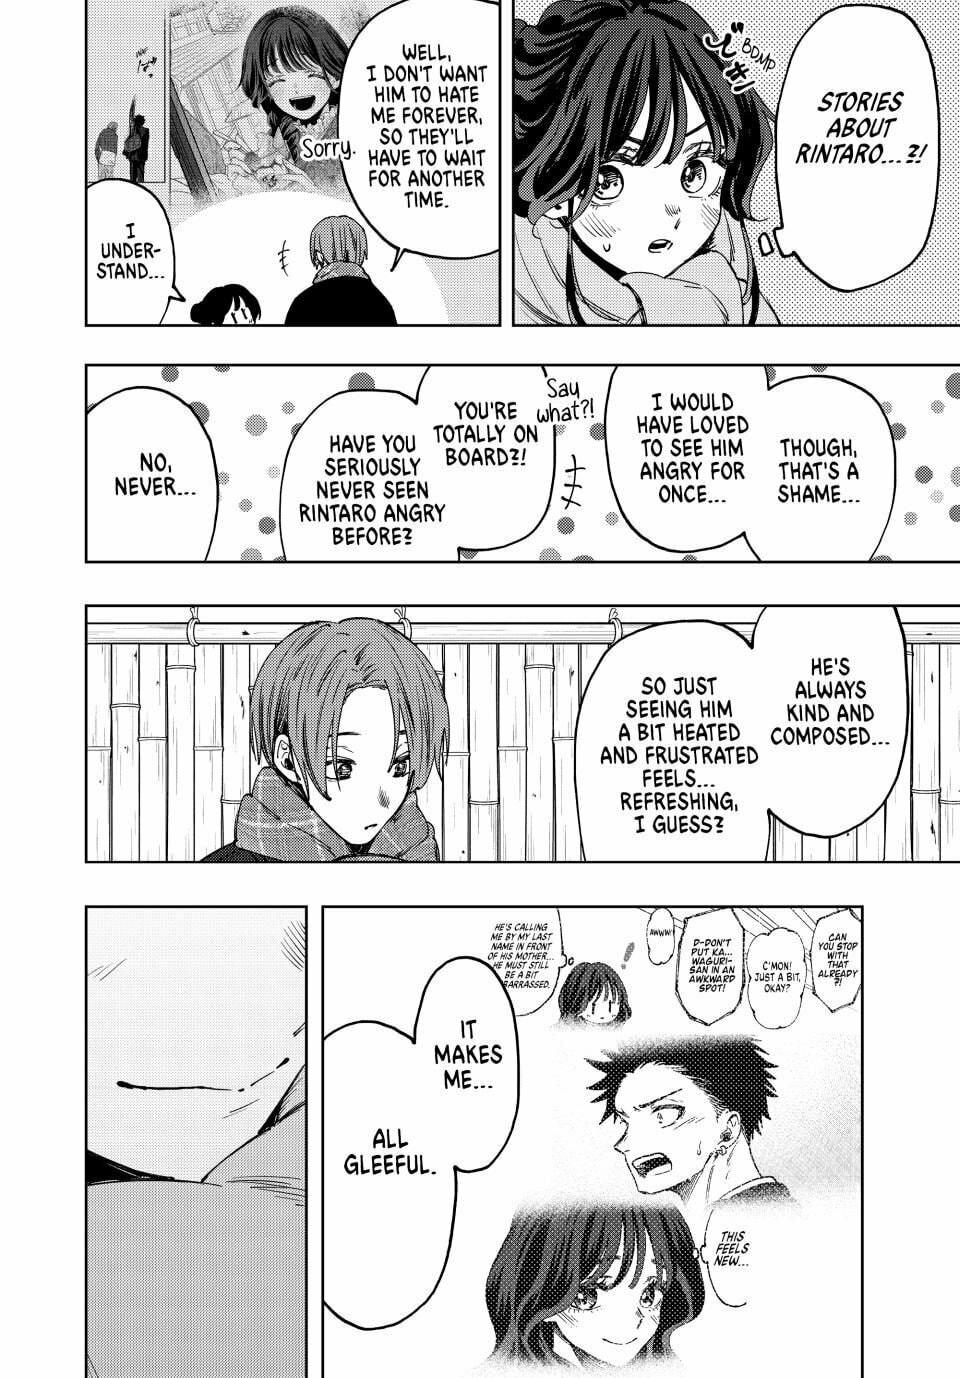 STORIES
ABOUT
RINTARO...?!
BDMP
WELL,
I DON'T WANT
HIM TO HATE
ME FOREVER,
SO THEY'LL
HAVE TO WAIT
FOR ANOTHER
TIME.
Sorry.
I
UNDER-
STAND...
THOUGH,
THAT'S A
SHAME...
I WOULD
HAVE LOVED
TO SEE HIM
ANGRY FOR
ONCE...
Say
what?!
YOU'RE
TOTALLY ON
BOARD?!
HAVE YOU
SERIOUSLY
NEVER SEEN
RINTARO ANGRY
BEFORE?
NO,
NEVER...
HE'S
ALWAYS
KIND AND
COMPOSED...
SO JUST
SEEING HIM
A BIT HEATED
AND FRUSTRATED
FEELS...
REFRESHING,
I GUESS?
CAN
YOU STOP
WITH
THAT
ALREADY
?!
C'MON!
JUST A BIT,
OKAY?
D-DON'T
PUT KA...
WAGURI-
SAN IN AN
AWKWARD
SPOT!
AWWW!
HE'S CALLING
ME BY MY LAST
NAME IN FRONT
OF HIS MOTHER...
HE MUST STILL
BE A BIT
BARRASSED.
IT
MAKES
ME...
ALL
GLEEFUL.
THIS
FEELS
NEW...